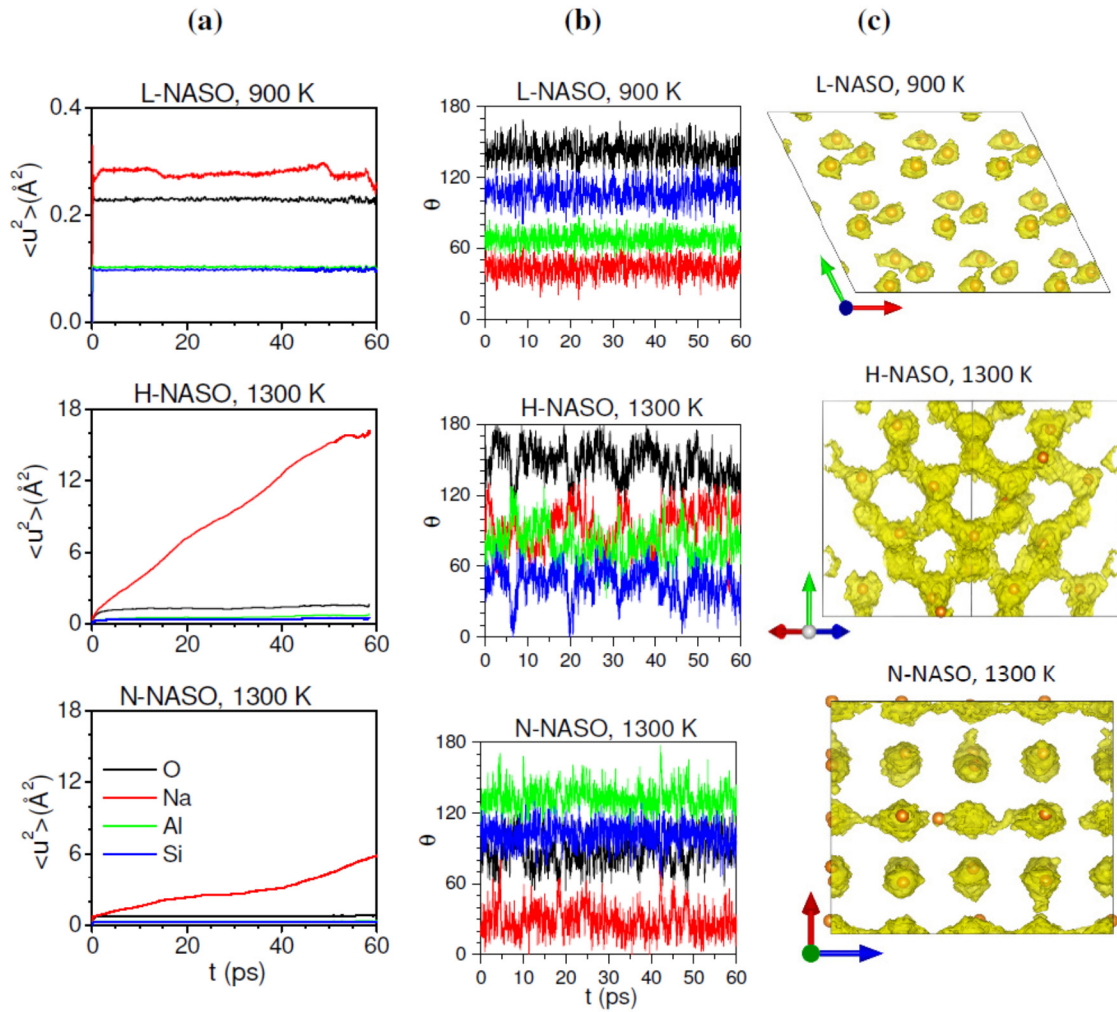 (a)
(b)
(c)
L-NASO, 900 K
0.4
0.2
0.0
<u²>(Å²)
0
20
40
60
L-NASO, 900 K
180
120
60
0
θ
0
10
20
30
40
50
60
L-NASO, 900 K
H-NASO, 1300 K
18
12
6
0
<u²>(Å²)
0
20
40
60
H-NASO, 1300 K
180
120
60
0
θ
0
10
20
30
40
50
60
H-NASO, 1300 K
N-NASO, 1300 K
18
12
6
0
<u²>(Å²)
O
Na
Al
Si
0
20
40
60
t (ps)
N-NASO, 1300 K
180
120
60
0
θ
0
10
20
30
40
50
60
t (ps)
N-NASO, 1300 K